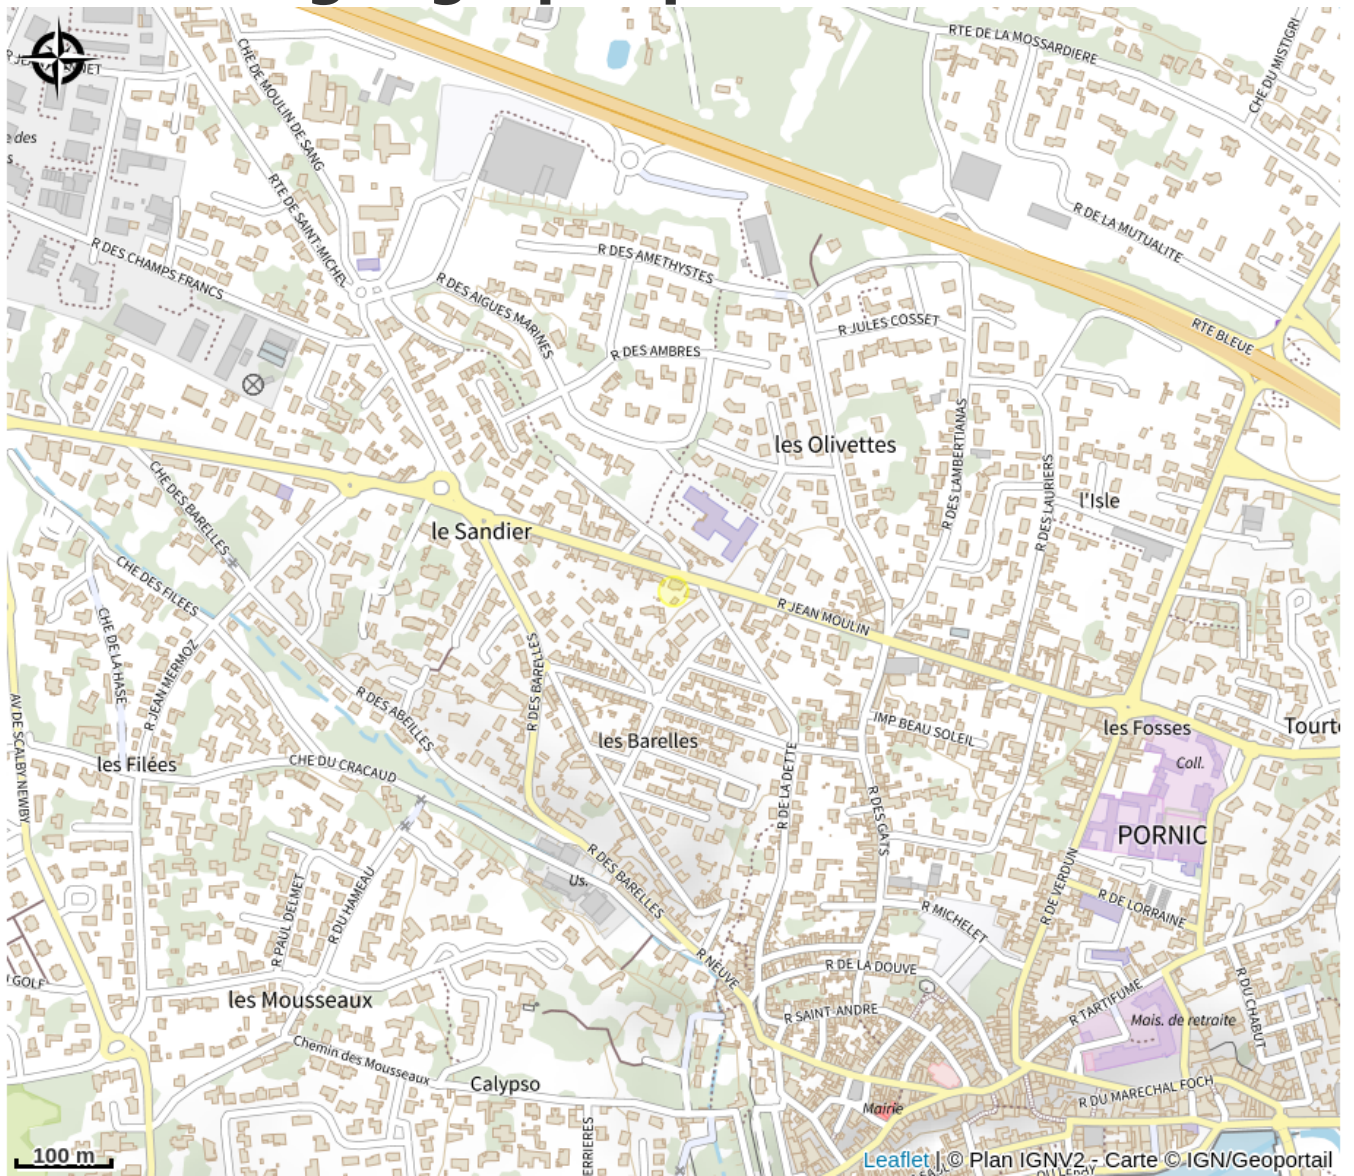 RTE DE LA MOSSARDIERE
CHE DU MISTIGRI
CHE DE MOULIN DE SANG
RTE DE SAINT-MICHEL
R DE LA MUTUALITE
R DES CHAMPS FRANCS
R DES AMETHYSTES
R DES AIGUES MARINES
R JULES COSSET
RTE BLEUE
R DES AMBRES
les Olivettes
R DES LAMBERTIANAS
R DES LAURIERS
l'Isle
CHE DES BARELLES
le Sandier
CHE DES FILEES
R JEAN MOULIN
CHE DE LA HASE
R JEAN MERMOZ
R DES BARELLES
R DES ABEILLES
AV DE SCALBY NEWBY
les Barelles
IMP BEAU SOLEIL
les Fosses
les Filées
CHE DU CRACAUD
R DE LA DETTE
Coll.
R DES GATS
PORNIC
R DES BARELLES
Us.
R PAUL DELMET
R DU HAMEAU
R DE VERDUN
R DE LORRAINE
R MICHELET
R NEUVE
R DE LA DOUVE
GOLF
les Mousseaux
R SAINT-ANDRE
R TARTIFUME
Mais. de retraite
R DU CHABUT
Chemin des Mousseaux
Calypso
R DU MARECHAL FOCH
Mairie
100 m
Leaflet | © Plan IGNV2 - Carte © IGN/Geoportail